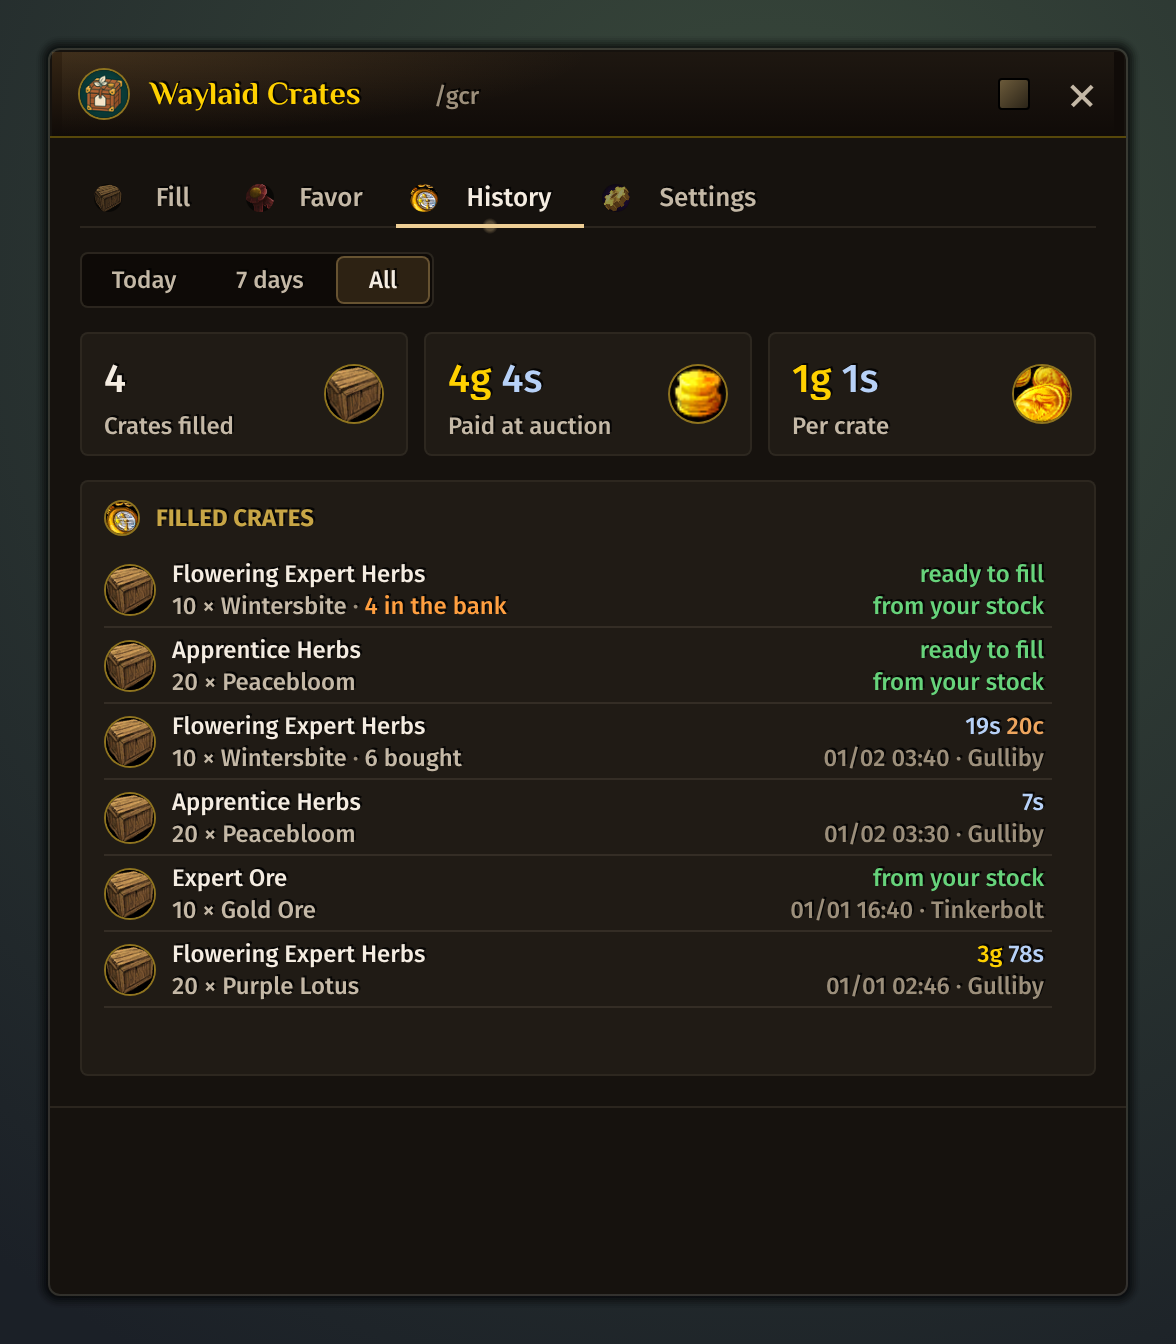 Waylaid Crates /gcr
Fill Favor History Settings
Today 7 days All
4
Crates filled
4g 4s
Paid at auction
1g 1s
Per crate
FILLED CRATES
Flowering Expert Herbs ready to fill
10 × Wintersbite · 4 in the bank from your stock
Apprentice Herbs ready to fill
20 × Peacebloom from your stock
Flowering Expert Herbs 19s 20c
10 × Wintersbite · 6 bought 01/02 03:40 · Gulliby
Apprentice Herbs 7s
20 × Peacebloom 01/02 03:30 · Gulliby
Expert Ore from your stock
10 × Gold Ore 01/01 16:40 · Tinkerbolt
Flowering Expert Herbs 3g 78s
20 × Purple Lotus 01/01 02:46 · Gulliby